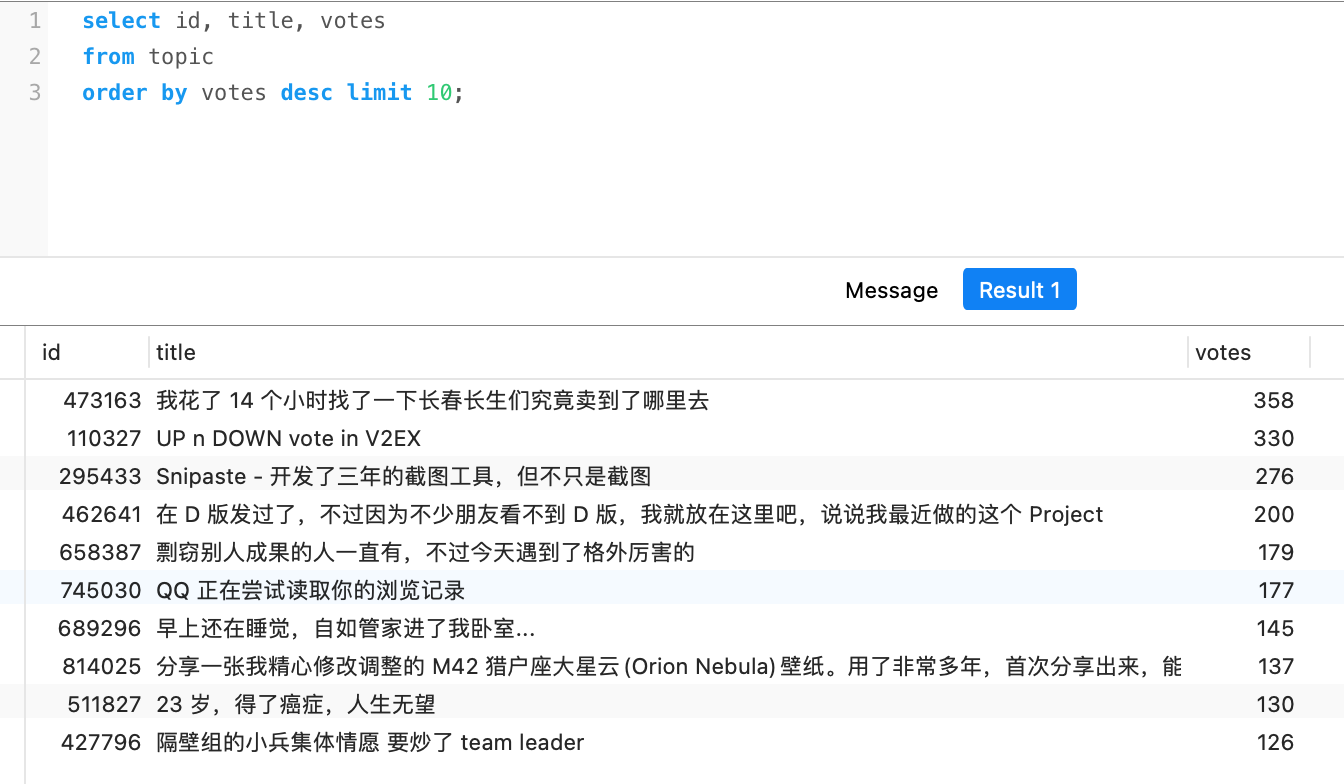 1 select id, title, votes
2 from topic
3 order by votes desc limit 10;
Message Result 1
id title votes
473163 我花了 14 个小时找了一下长春长生们究竟卖到了哪里去 358
110327 UP n DOWN vote in V2EX 330
295433 Snipaste - 开发了三年的截图工具，但不只是截图 276
462641 在 D 版发过了，不过因为不少朋友看不到 D 版，我就放在这里吧，说说我最近做的这个 Project 200
658387 剽窃别人成果的人一直有，不过今天遇到了格外厉害的 179
745030 QQ 正在尝试读取你的浏览记录 177
689296 早上还在睡觉，自如管家进了我卧室... 145
814025 分享一张我精心修改调整的 M42 猎户座大星云(Orion Nebula)壁纸。用了非常多年，首次分享出来，能 137
511827 23 岁，得了癌症，人生无望 130
427796 隔壁组的小兵集体情愿 要炒了 team leader 126